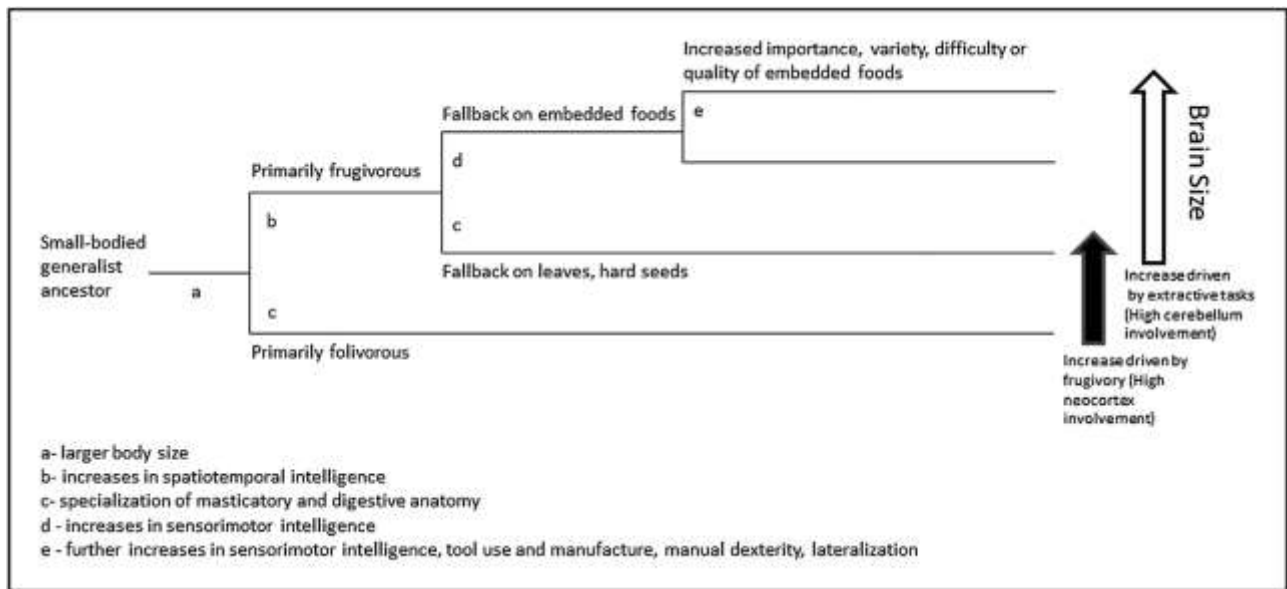 Increased importance, variety, difficulty or
quality of embedded foods
Fallback on embedded foods
e
Primarily frugivorous
d
b
c
Small-bodied
generalist
ancestor
a
Fallback on leaves, hard seeds
c
Primarily folivorous
Brain Size
Increase driven
by extractive tasks
(High cerebellum
involvement)
Increase driven by
frugivory (High
neocortex
involvement)
a- larger body size
b- increases in spatiotemporal intelligence
c- specialization of masticatory and digestive anatomy
d - increases in sensorimotor intelligence
e - further increases in sensorimotor intelligence, tool use and manufacture, manual dexterity, lateralization